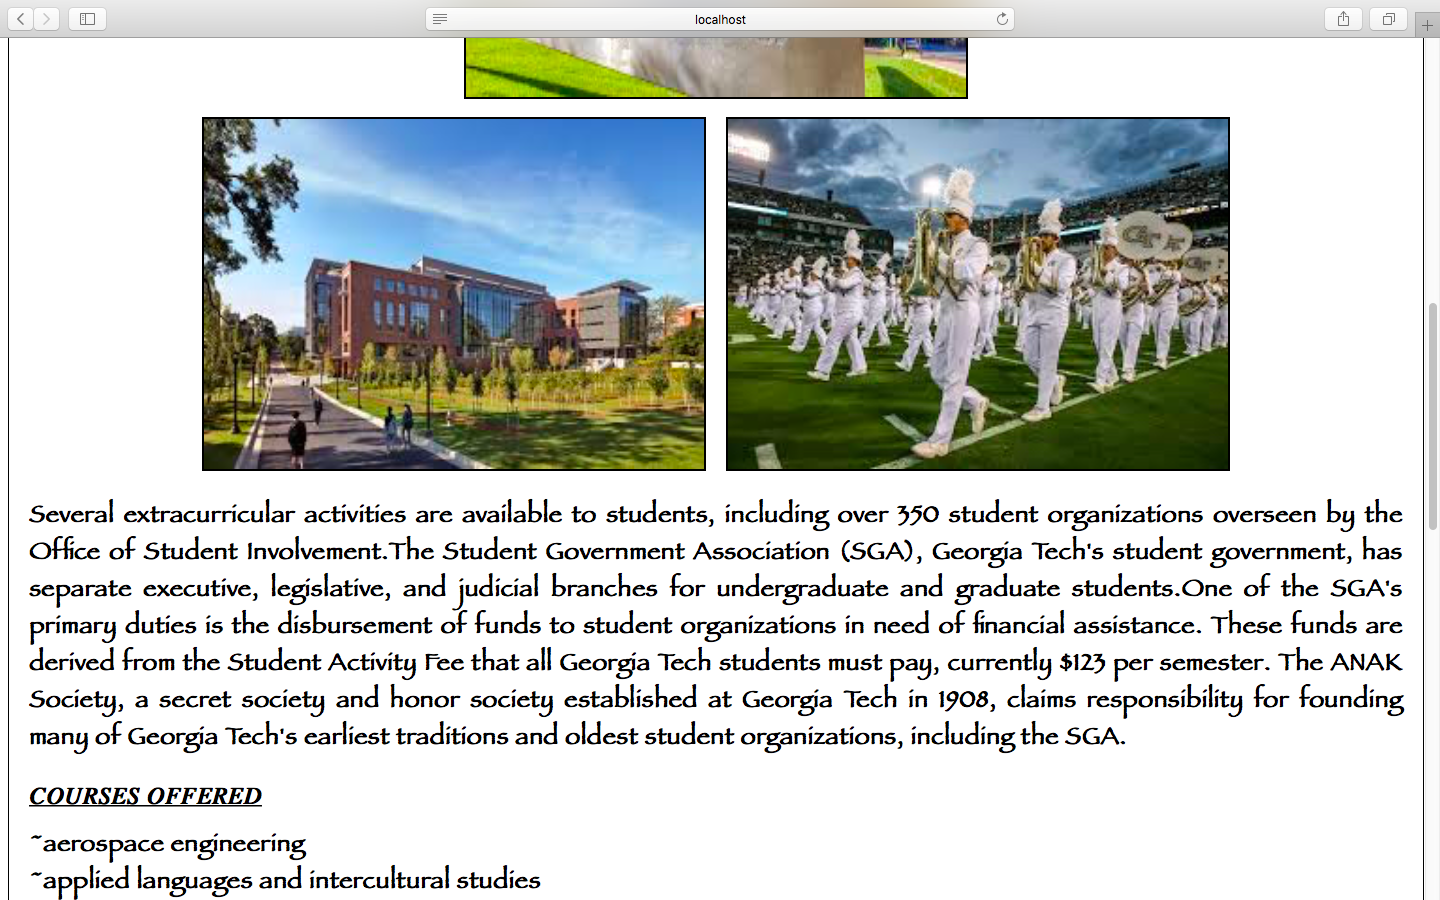 localhost
GT
Several extracurricular activities are available to students, including over 350 student organizations overseen by the
Office of Student Involvement.The Student Government Association (SGA), Georgia Tech's student government, has
separate executive, legislative, and judicial branches for undergraduate and graduate students.One of the SGA's
primary duties is the disbursement of funds to student organizations in need of financial assistance. These funds are
derived from the Student Activity Fee that all Georgia Tech students must pay, currently $123 per semester. The ANAK
Society, a secret society and honor society established at Georgia Tech in 1908, claims responsibility for founding
many of Georgia Tech's earliest traditions and oldest student organizations, including the SGA.
COURSES OFFERED
~aerospace engineering
~applied languages and intercultural studies